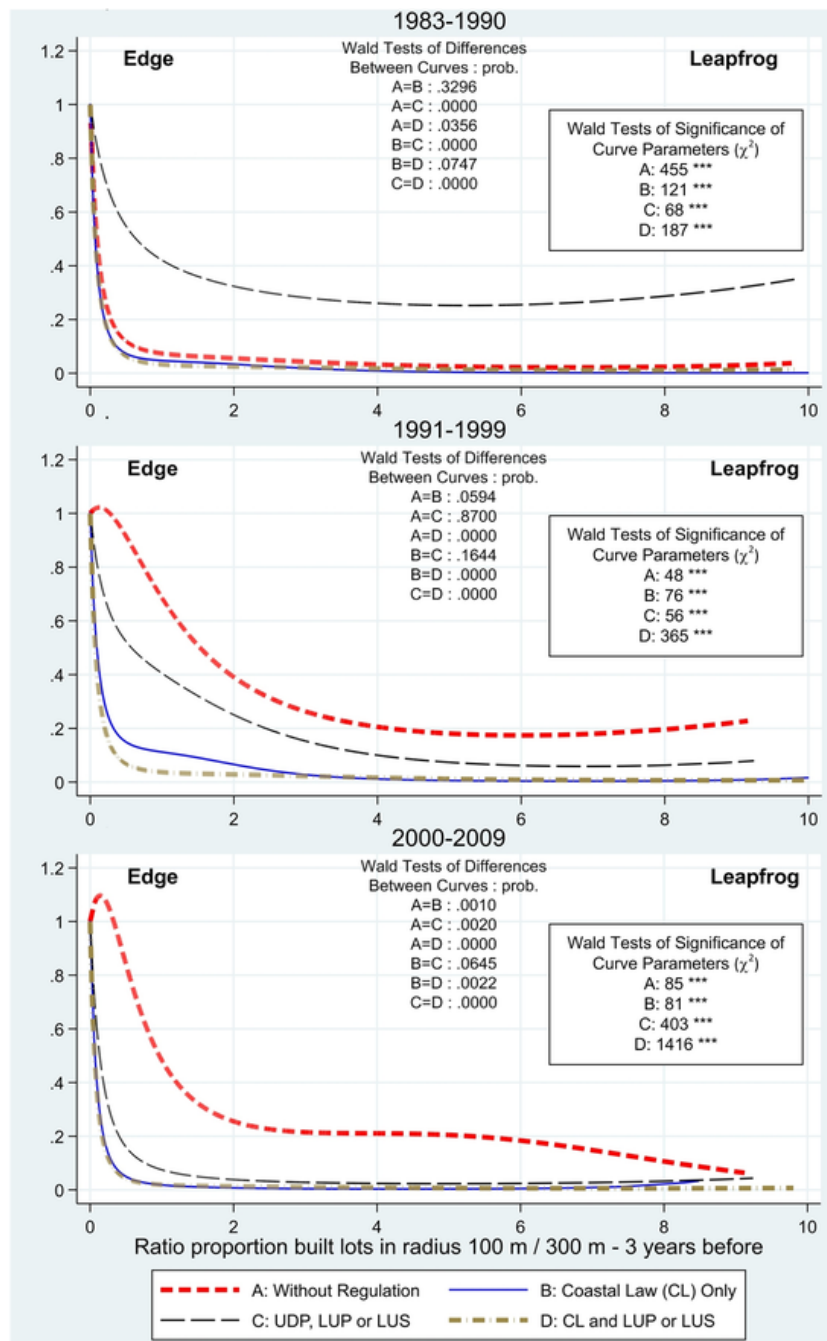 1983-1990
Edge
Leapfrog
Wald Tests of Differences
Between Curves : prob.
A=B : .3296
A=C : .0000
A=D : .0356
B=C : .0000
B=D : .0747
C=D : .0000
Wald Tests of Significance of
Curve Parameters (χ²)
A: 455 ***
B: 121 ***
C: 68 ***
D: 187 ***
1.2
1
.8
.6
.4
.2
0
0 2 4 6 8 10
1991-1999
Edge
Leapfrog
Wald Tests of Differences
Between Curves : prob.
A=B : .0594
A=C : .8700
A=D : .0000
B=C : .1644
B=D : .0000
C=D : .0000
Wald Tests of Significance of
Curve Parameters (χ²)
A: 48 ***
B: 76 ***
C: 56 ***
D: 365 ***
1.2
1
.8
.6
.4
.2
0
0 2 4 6 8 10
2000-2009
Edge
Leapfrog
Wald Tests of Differences
Between Curves : prob.
A=B : .0010
A=C : .0020
A=D : .0000
B=C : .0645
B=D : .0022
C=D : .0000
Wald Tests of Significance of
Curve Parameters (χ²)
A: 85 ***
B: 81 ***
C: 403 ***
D: 1416 ***
1.2
1
.8
.6
.4
.2
0
0 2 4 6 8 10
Ratio proportion built lots in radius 100 m / 300 m - 3 years before
A: Without Regulation
B: Coastal Law (CL) Only
C: UDP, LUP or LUS
D: CL and LUP or LUS